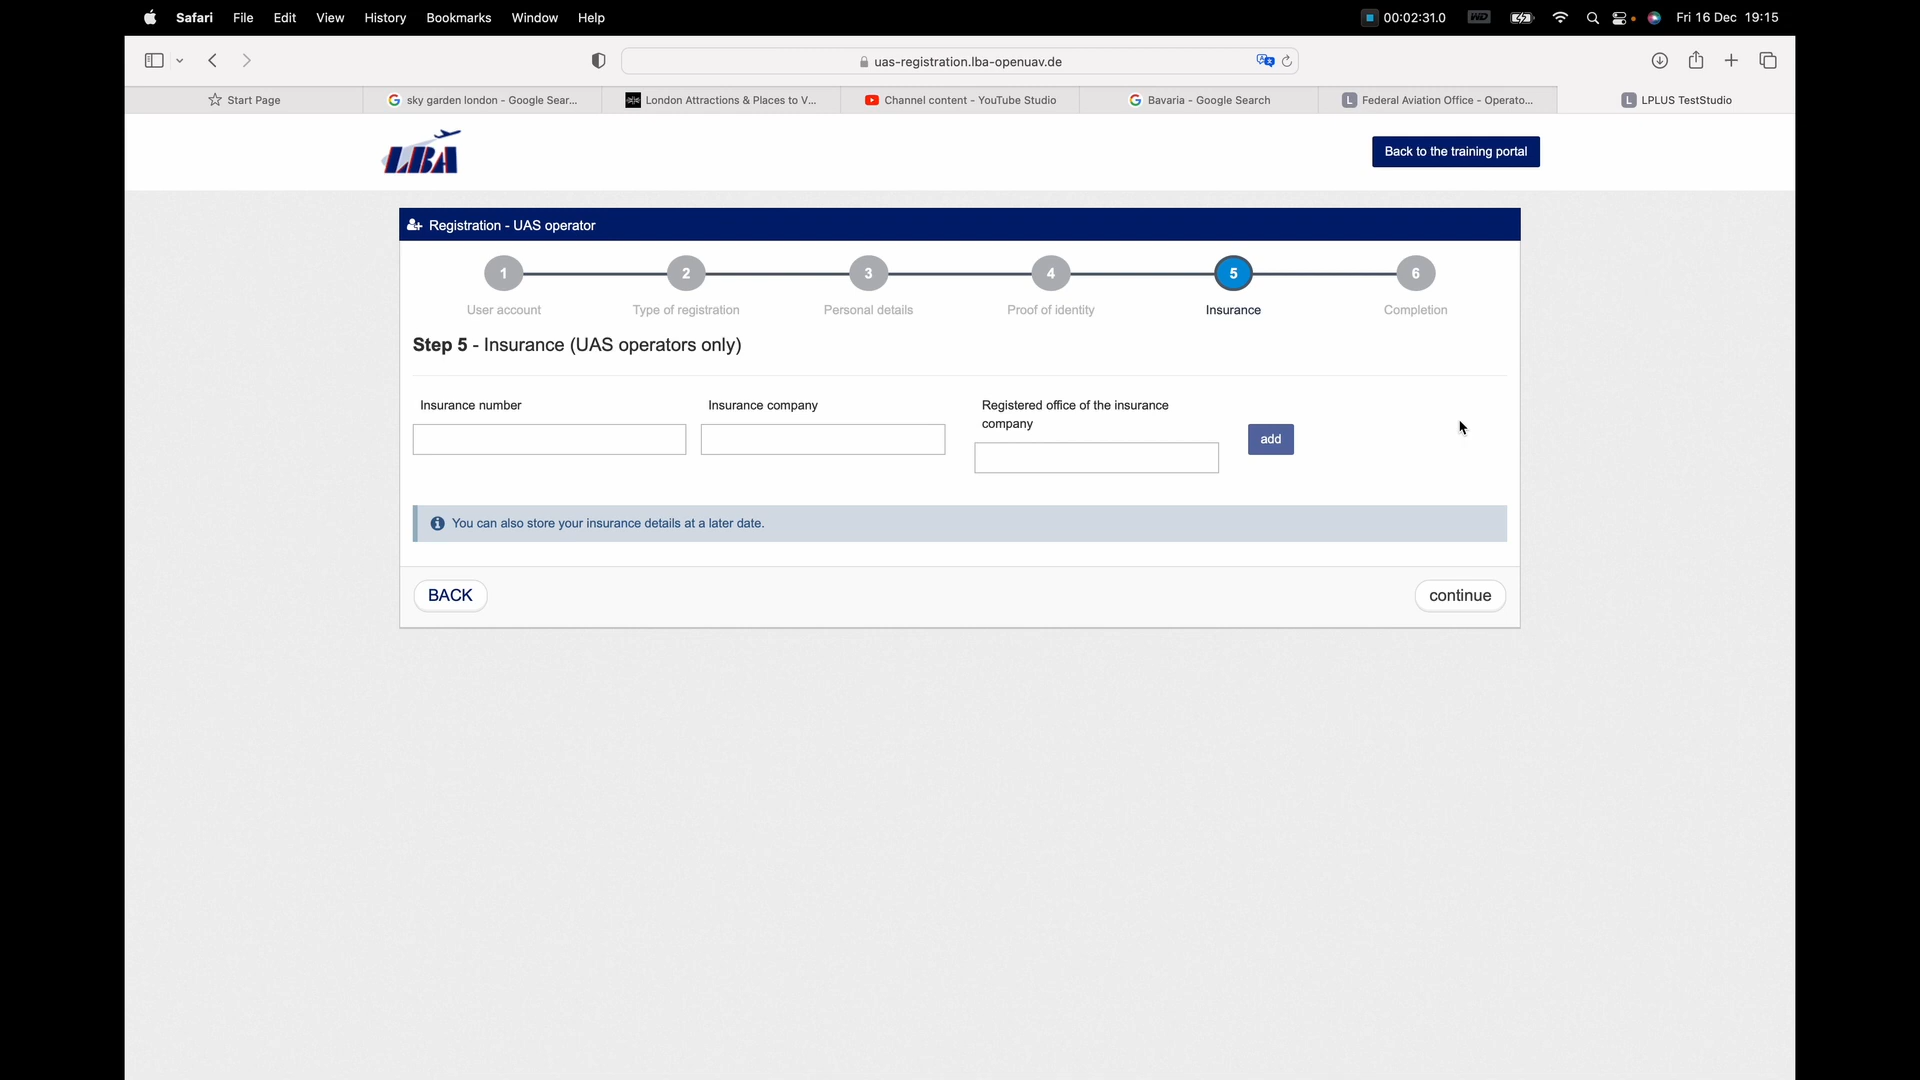 Safari File Edit View History Bookmarks Window Help
00:02:31.0 WD Fri 16 Dec 19:15
uas-registration.lba-openuav.de
Start Page
sky garden london - Google Sear...
London Attractions & Places to V...
Channel content - YouTube Studio
Bavaria - Google Search
L Federal Aviation Office - Operato...
L LPLUS TestStudio
LBA
Back to the training portal
Registration - UAS operator
1 2 3 4 5 6
User account Type of registration Personal details Proof of identity Insurance Completion
Step 5 - Insurance (UAS operators only)
Insurance number
Insurance company
Registered office of the insurance
company
add
You can also store your insurance details at a later date.
BACK
continue